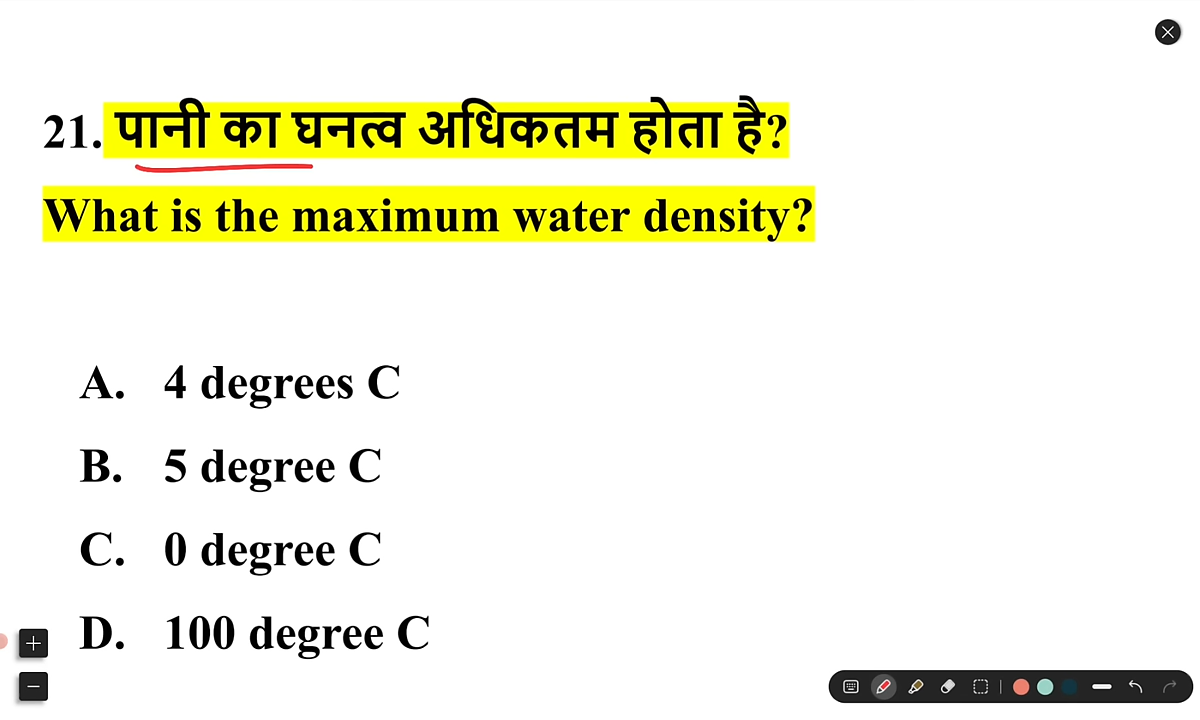 21. पानी का घनत्व अधिकतम होता है?
What is the maximum water density?
A. 4 degrees C
B. 5 degree C
C. 0 degree C
D. 100 degree C